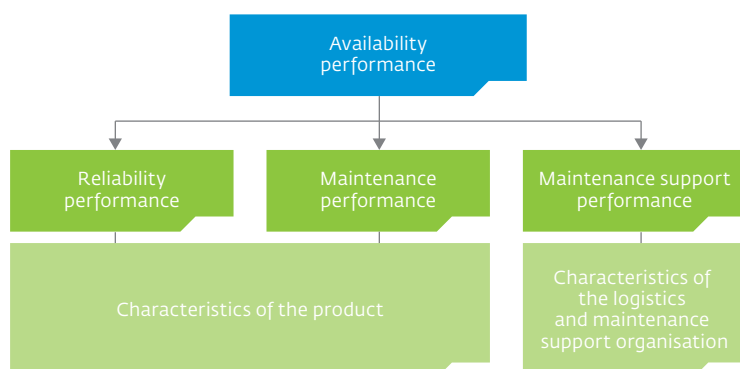 Availability
performance
Reliability
performance
Maintenance
performance
Maintenance support
performance
Characteristics of the product
Characteristics of
the logistics
and maintenance
support organisation